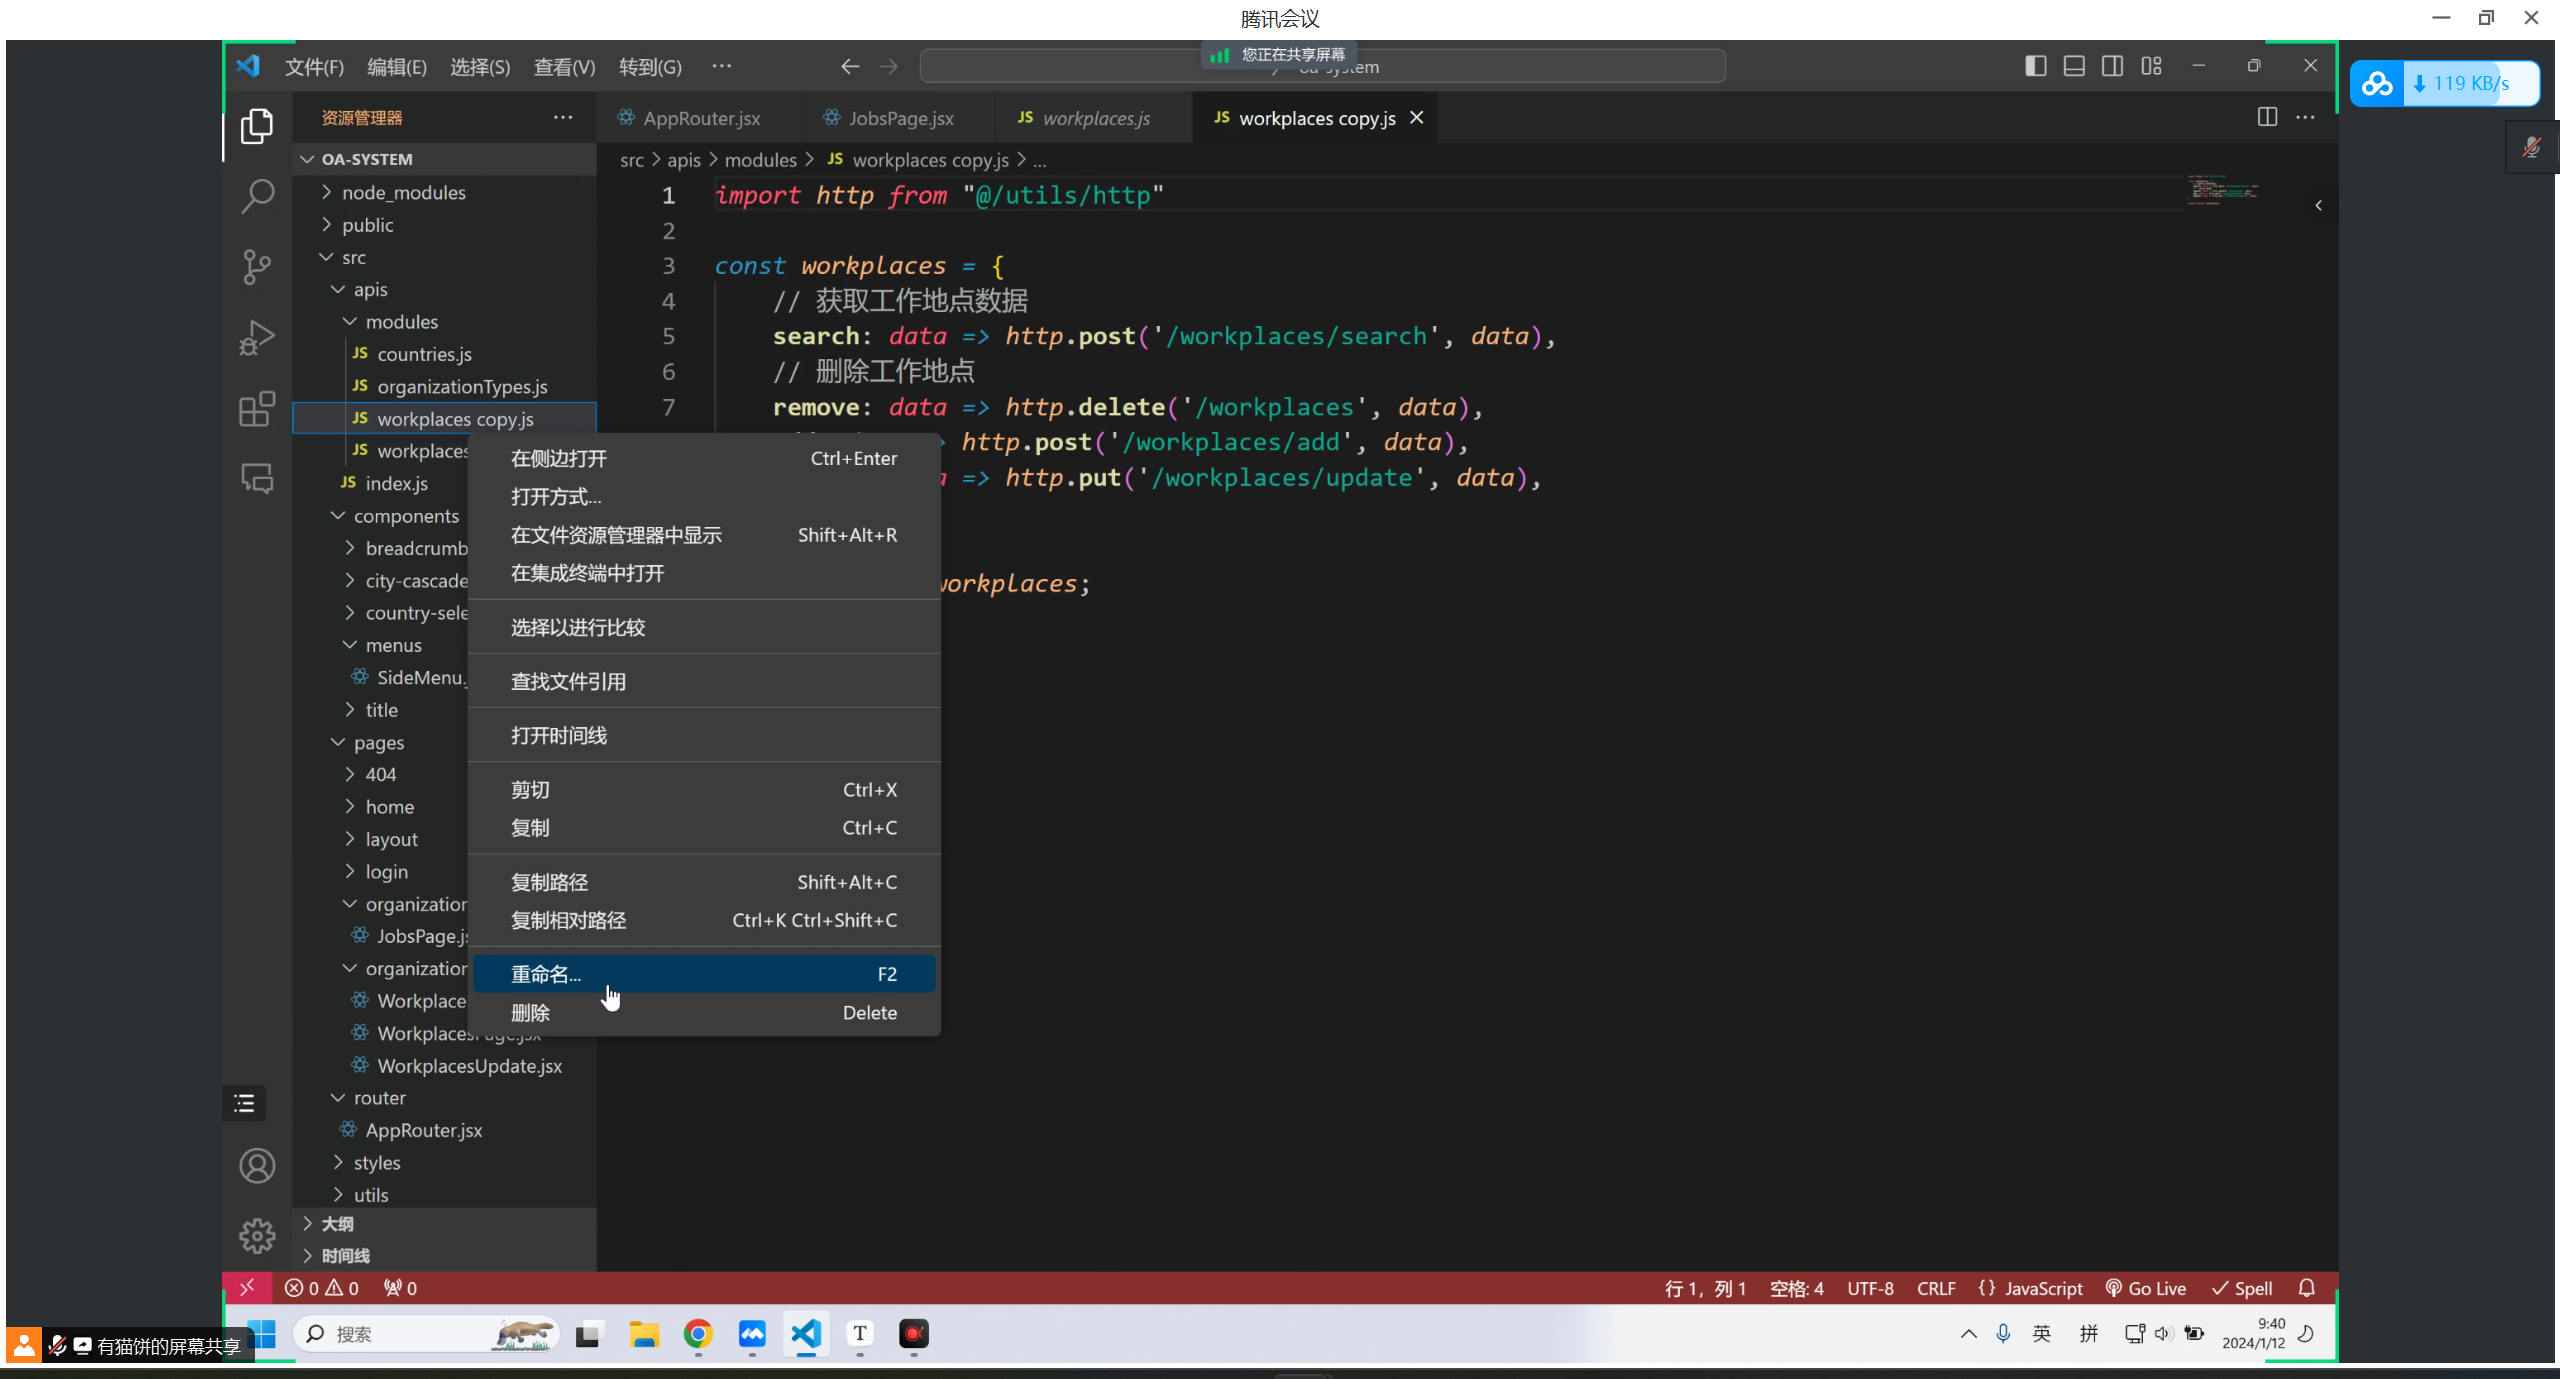 腾讯会议
文件(F) 编辑(E) 选择(S) 查看(V) 转到(G) ···
您正在共享屏幕
119 KB/s
资源管理器
AppRouter.jsx JobsPage.jsx JS workplaces.js JS workplaces copy.js
OA-SYSTEM
src > apis > modules > JS workplaces copy.js > ...
node_modules
public
src
apis
modules
JS countries.js
JS organizationTypes.js
JS workplaces copy.js
JS workplaces
JS index.js
components
breadcrumb
city-cascade
country-sele
menus
SideMenu.
title
pages
404
home
layout
login
organization
JobsPage.js
organization
Workplace
WorkplacesPage.jsx
WorkplacesUpdate.jsx
router
AppRouter.jsx
styles
utils
大纲
时间线
1 import http from "@/utils/http"
2
3 const workplaces = {
4 // 获取工作地点数据
5 search: data => http.post('/workplaces/search', data),
6 // 删除工作地点
7 remove: data => http.delete('/workplaces', data),
http.post('/workplaces/add', data),
=> http.put('/workplaces/update', data),
workplaces;
在侧边打开 Ctrl+Enter
打开方式...
在文件资源管理器中显示 Shift+Alt+R
在集成终端中打开
选择以进行比较
查找文件引用
打开时间线
剪切 Ctrl+X
复制 Ctrl+C
复制路径 Shift+Alt+C
复制相对路径 Ctrl+K Ctrl+Shift+C
重命名... F2
删除 Delete
0 0 0 行 1，列 1 空格: 4 UTF-8 CRLF {} JavaScript Go Live Spell
搜索 T 英 拼 9:40
2024/1/12
有猫饼的屏幕共享